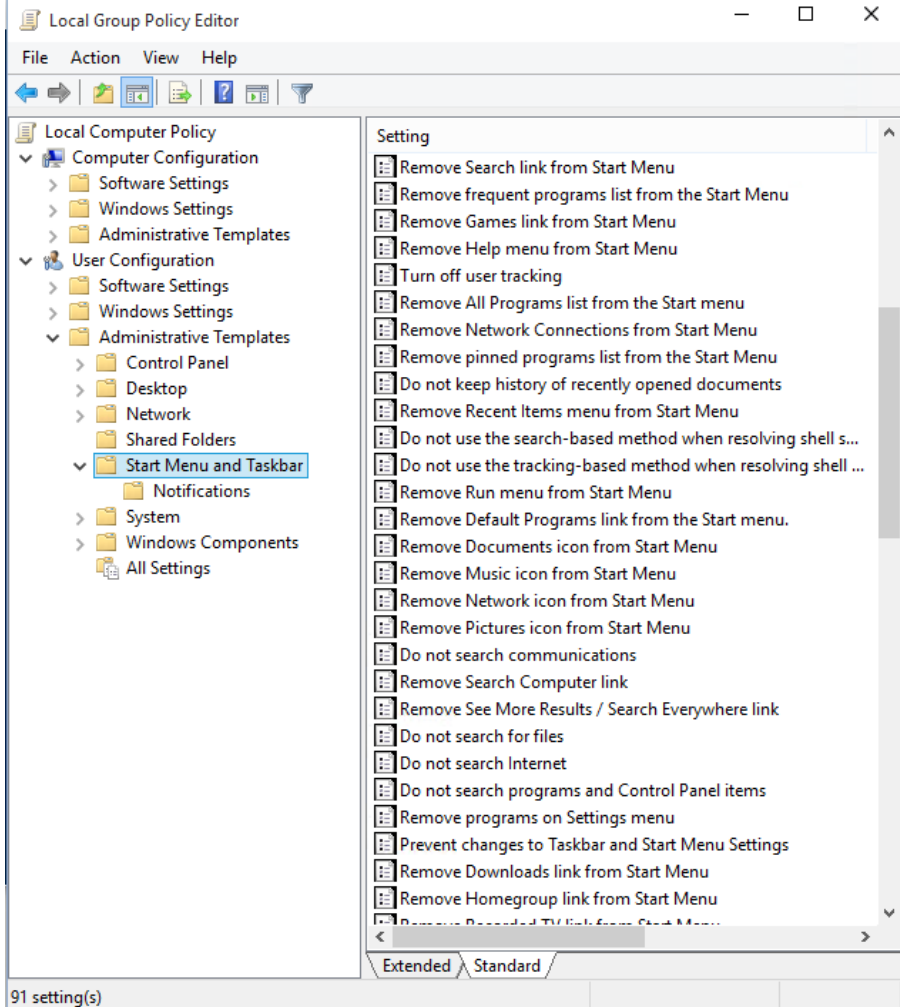 Local Group Policy Editor
File Action View Help
Local Computer Policy
Computer Configuration
Software Settings
Windows Settings
Administrative Templates
User Configuration
Software Settings
Windows Settings
Administrative Templates
Control Panel
Desktop
Network
Shared Folders
Start Menu and Taskbar
Notifications
System
Windows Components
All Settings
Setting
Remove Search link from Start Menu
Remove frequent programs list from the Start Menu
Remove Games link from Start Menu
Remove Help menu from Start Menu
Turn off user tracking
Remove All Programs list from the Start menu
Remove Network Connections from Start Menu
Remove pinned programs list from the Start Menu
Do not keep history of recently opened documents
Remove Recent Items menu from Start Menu
Do not use the search-based method when resolving shell s...
Do not use the tracking-based method when resolving shell ...
Remove Run menu from Start Menu
Remove Default Programs link from the Start menu.
Remove Documents icon from Start Menu
Remove Music icon from Start Menu
Remove Network icon from Start Menu
Remove Pictures icon from Start Menu
Do not search communications
Remove Search Computer link
Remove See More Results / Search Everywhere link
Do not search for files
Do not search Internet
Do not search programs and Control Panel items
Remove programs on Settings menu
Prevent changes to Taskbar and Start Menu Settings
Remove Downloads link from Start Menu
Remove Homegroup link from Start Menu
Remove Recorded TV link from Start Menu
Extended Standard
91 setting(s)